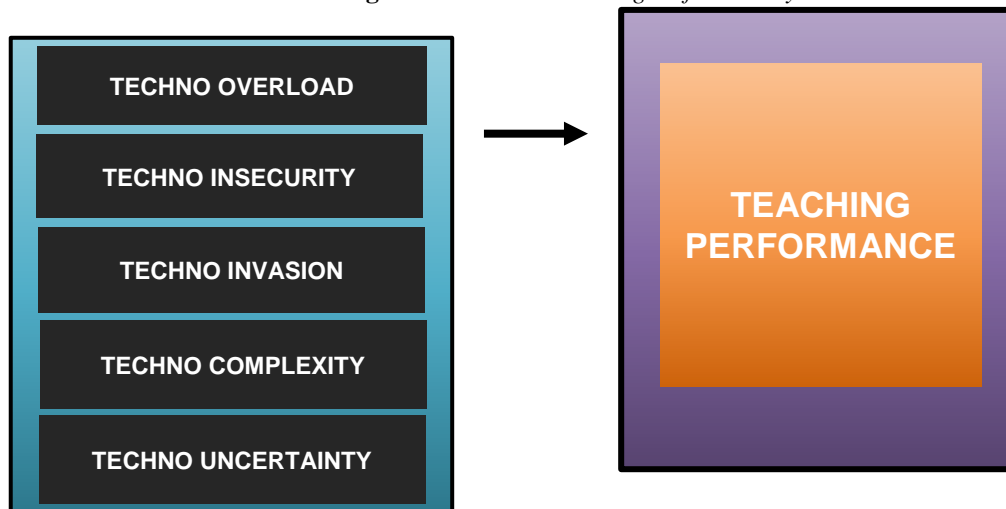 TECHNO OVERLOAD
TECHNO INSECURITY
TECHNO INVASION
TECHNO COMPLEXITY
TECHNO UNCERTAINTY
TEACHING
PERFORMANCE